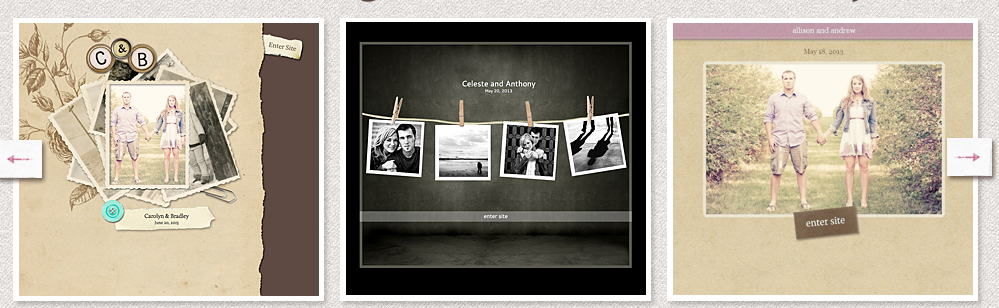 C & B
Enter Site
Carolyn & Bradley
June 20, 2013
Celeste and Anthony
May 20, 2013
enter site
allison and andrew
May 18, 2013
enter site